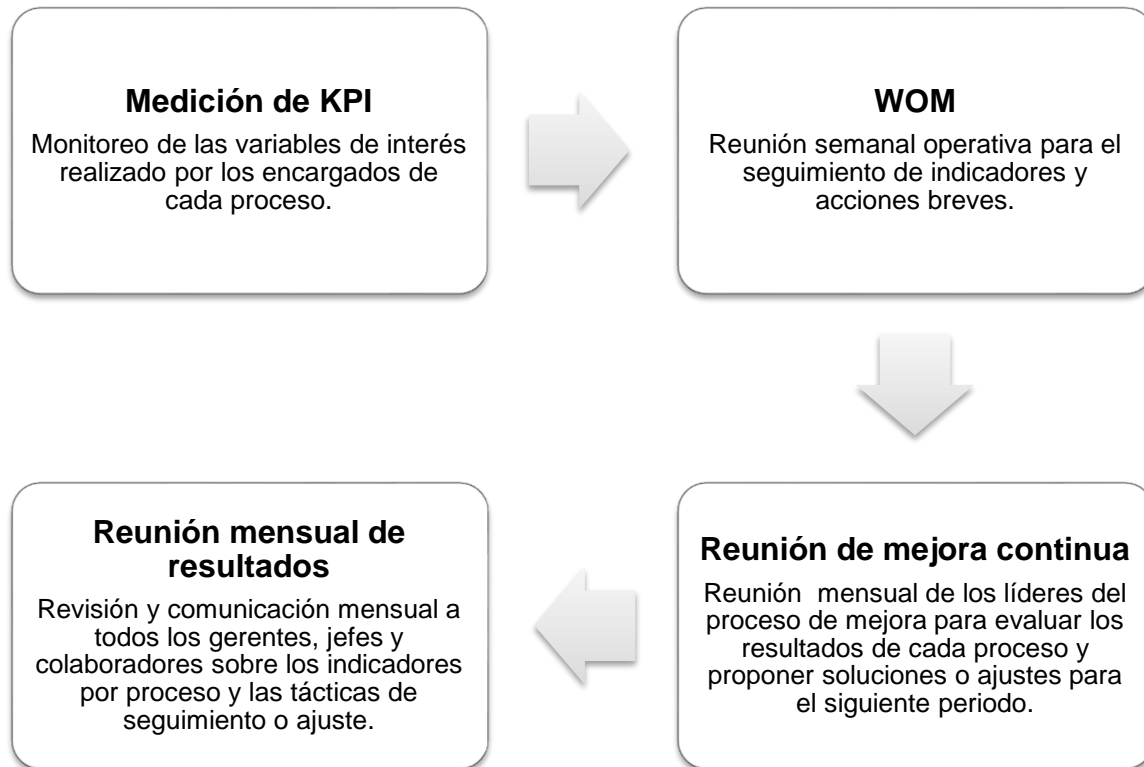 Medición de KPI
Monitoreo de las variables de interés
realizado por los encargados de
cada proceso.
WOM
Reunión semanal operativa para el
seguimiento de indicadores y
acciones breves.
Reunión mensual de
resultados
Revisión y comunicación mensual a
todos los gerentes, jefes y
colaboradores sobre los indicadores
por proceso y las tácticas de
seguimiento o ajuste.
Reunión de mejora continua
Reunión mensual de los líderes del
proceso de mejora para evaluar los
resultados de cada proceso y
proponer soluciones o ajustes para
el siguiente periodo.